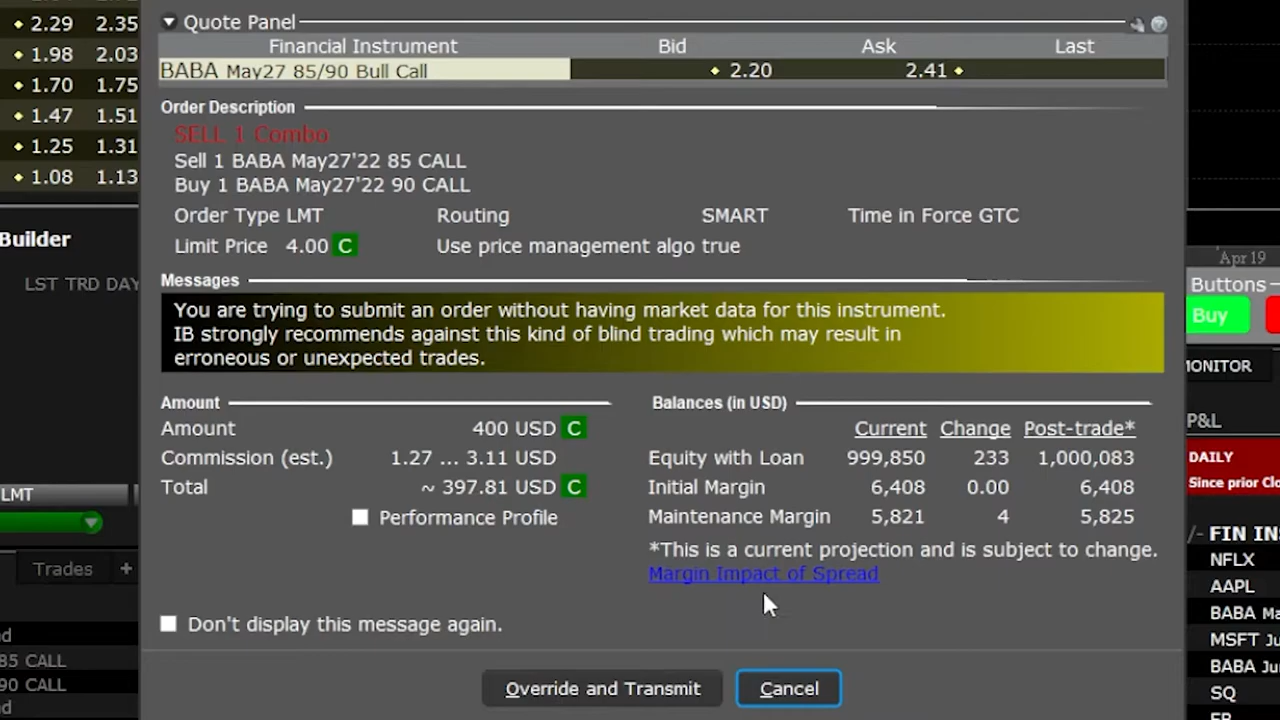 2.29 2.35
1.98 2.03
1.70 1.75
1.47 1.51
1.25 1.31
1.08 1.13
Builder
LST TRD DAY
LMT
Trades +
85 CALL
90 CALL
Quote Panel
Financial Instrument Bid Ask Last
BABA May27 85/90 Bull Call 2.20 2.41
Order Description
SELL 1 Combo
Sell 1 BABA May27'22 85 CALL
Buy 1 BABA May27'22 90 CALL
Order Type LMT Routing SMART Time in Force GTC
Limit Price 4.00 C Use price management algo true
Messages
You are trying to submit an order without having market data for this instrument.
IB strongly recommends against this kind of blind trading which may result in
erroneous or unexpected trades.
Amount
Amount 400 USD C
Commission (est.) 1.27 ... 3.11 USD
Total ~ 397.81 USD C
Performance Profile
Balances (in USD)
Current Change Post-trade*
Equity with Loan 999,850 233 1,000,083
Initial Margin 6,408 0.00 6,408
Maintenance Margin 5,821 4 5,825
*This is a current projection and is subject to change.
Margin Impact of Spread
Don't display this message again.
Override and Transmit Cancel
Apr 19
Buttons
Buy
MONITOR
P&L
DAILY
Since prior Clo
FIN IN
NFLX
AAPL
BABA Ma
MSFT Ju
BABA Ju
SQ